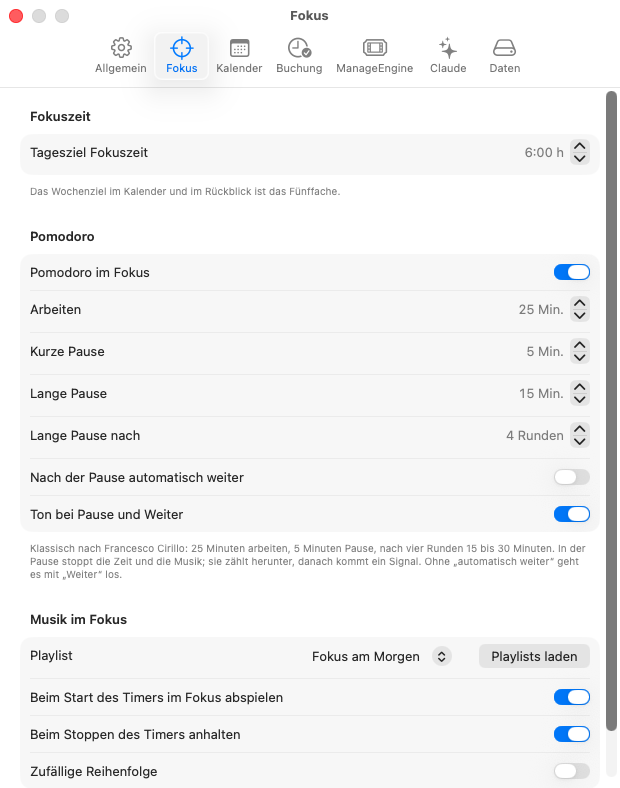 Fokus
Allgemein
Fokus
Kalender
Buchung
ManageEngine
Claude
Daten
Fokuszeit
Tagesziel Fokuszeit
6:00 h
Das Wochenziel im Kalender und im Rückblick ist das Fünffache.
Pomodoro
Pomodoro im Fokus
Arbeiten
25 Min.
Kurze Pause
5 Min.
Lange Pause
15 Min.
Lange Pause nach
4 Runden
Nach der Pause automatisch weiter
Ton bei Pause und Weiter
Klassisch nach Francesco Cirillo: 25 Minuten arbeiten, 5 Minuten Pause, nach vier Runden 15 bis 30 Minuten. In der
Pause stoppt die Zeit und die Musik; sie zählt herunter, danach kommt ein Signal. Ohne „automatisch weiter“ geht
es mit „Weiter“ los.
Musik im Fokus
Playlist
Fokus am Morgen
Playlists laden
Beim Start des Timers im Fokus abspielen
Beim Stoppen des Timers anhalten
Zufällige Reihenfolge